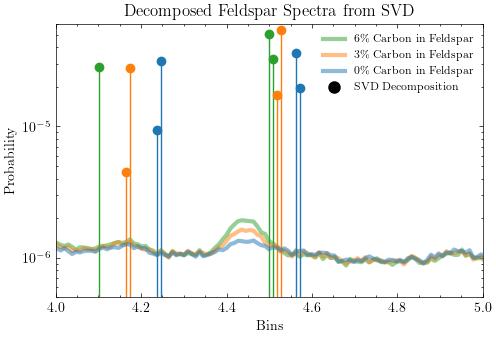 Decomposed Feldspar Spectra from SVD
6% Carbon in Feldspar
3% Carbon in Feldspar
0% Carbon in Feldspar
SVD Decomposition
Probability
10⁻⁵
10⁻⁶
4.0 4.2 4.4 4.6 4.8 5.0
Bins